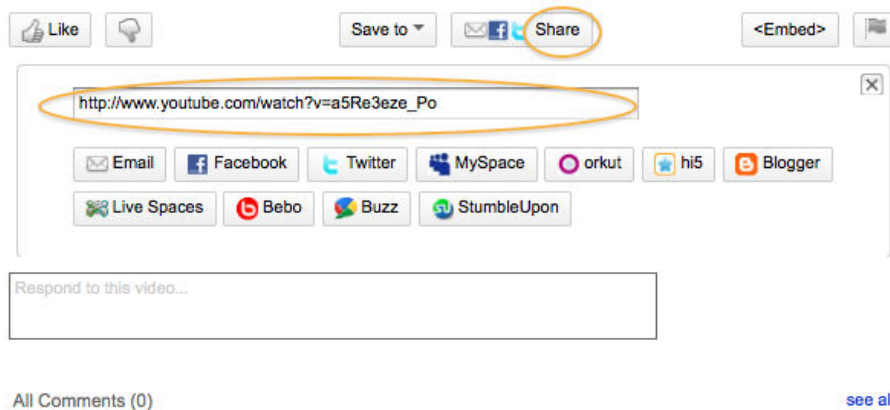 Like Save to Share <Embed>
http://www.youtube.com/watch?v=a5Re3eze_Po
Email Facebook Twitter MySpace orkut hi5 Blogger
Live Spaces Bebo Buzz StumbleUpon
Respond to this video...
All Comments (0) see al